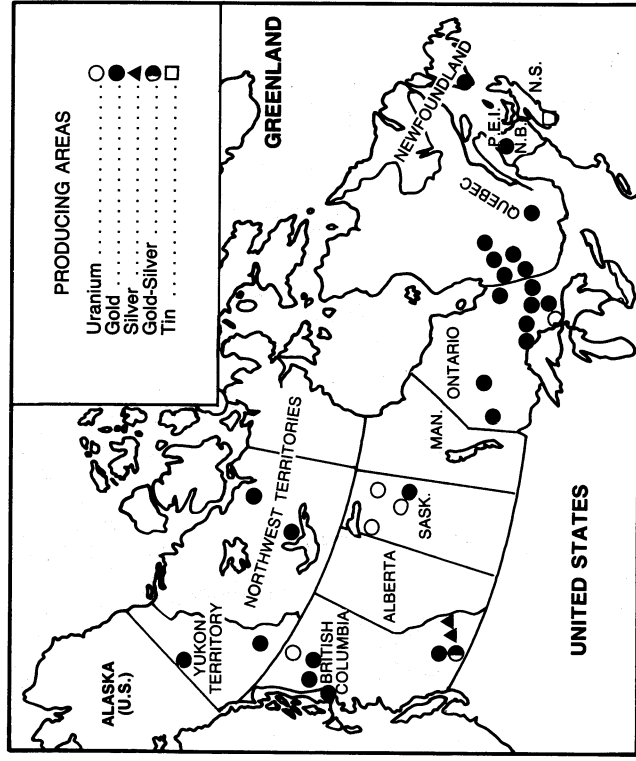 PRODUCING AREAS
Uranium . . . . . . . . . . . . . . . . .
Gold . . . . . . . . . . . . . . . . . . .
Silver . . . . . . . . . . . . . . . . . .
Gold-Silver . . . . . . . . . . . . . .
Tin . . . . . . . . . . . . . . . . . . . .
GREENLAND
ALASKA
(U.S.)
YUKON
TERRITORY
NORTHWEST TERRITORIES
BRITISH
COLUMBIA
ALBERTA
SASK.
MAN.
ONTARIO
QUEBEC
NEWFOUNDLAND
P.E.I.
N.B.
N.S.
UNITED STATES